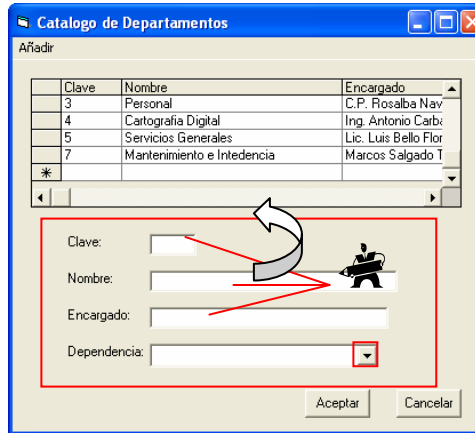 Catalogo de Departamentos
Añadir
Clave Nombre Encargado
3 Personal C.P. Rosalba Nav
4 Cartografia Digital Ing. Antonio Carba
5 Servicios Generales Lic. Luis Bello Flor
7 Mantenimiento e Intedencia Marcos Salgado T
Clave:
Nombre:
Encargado:
Dependencia:
Aceptar Cancelar